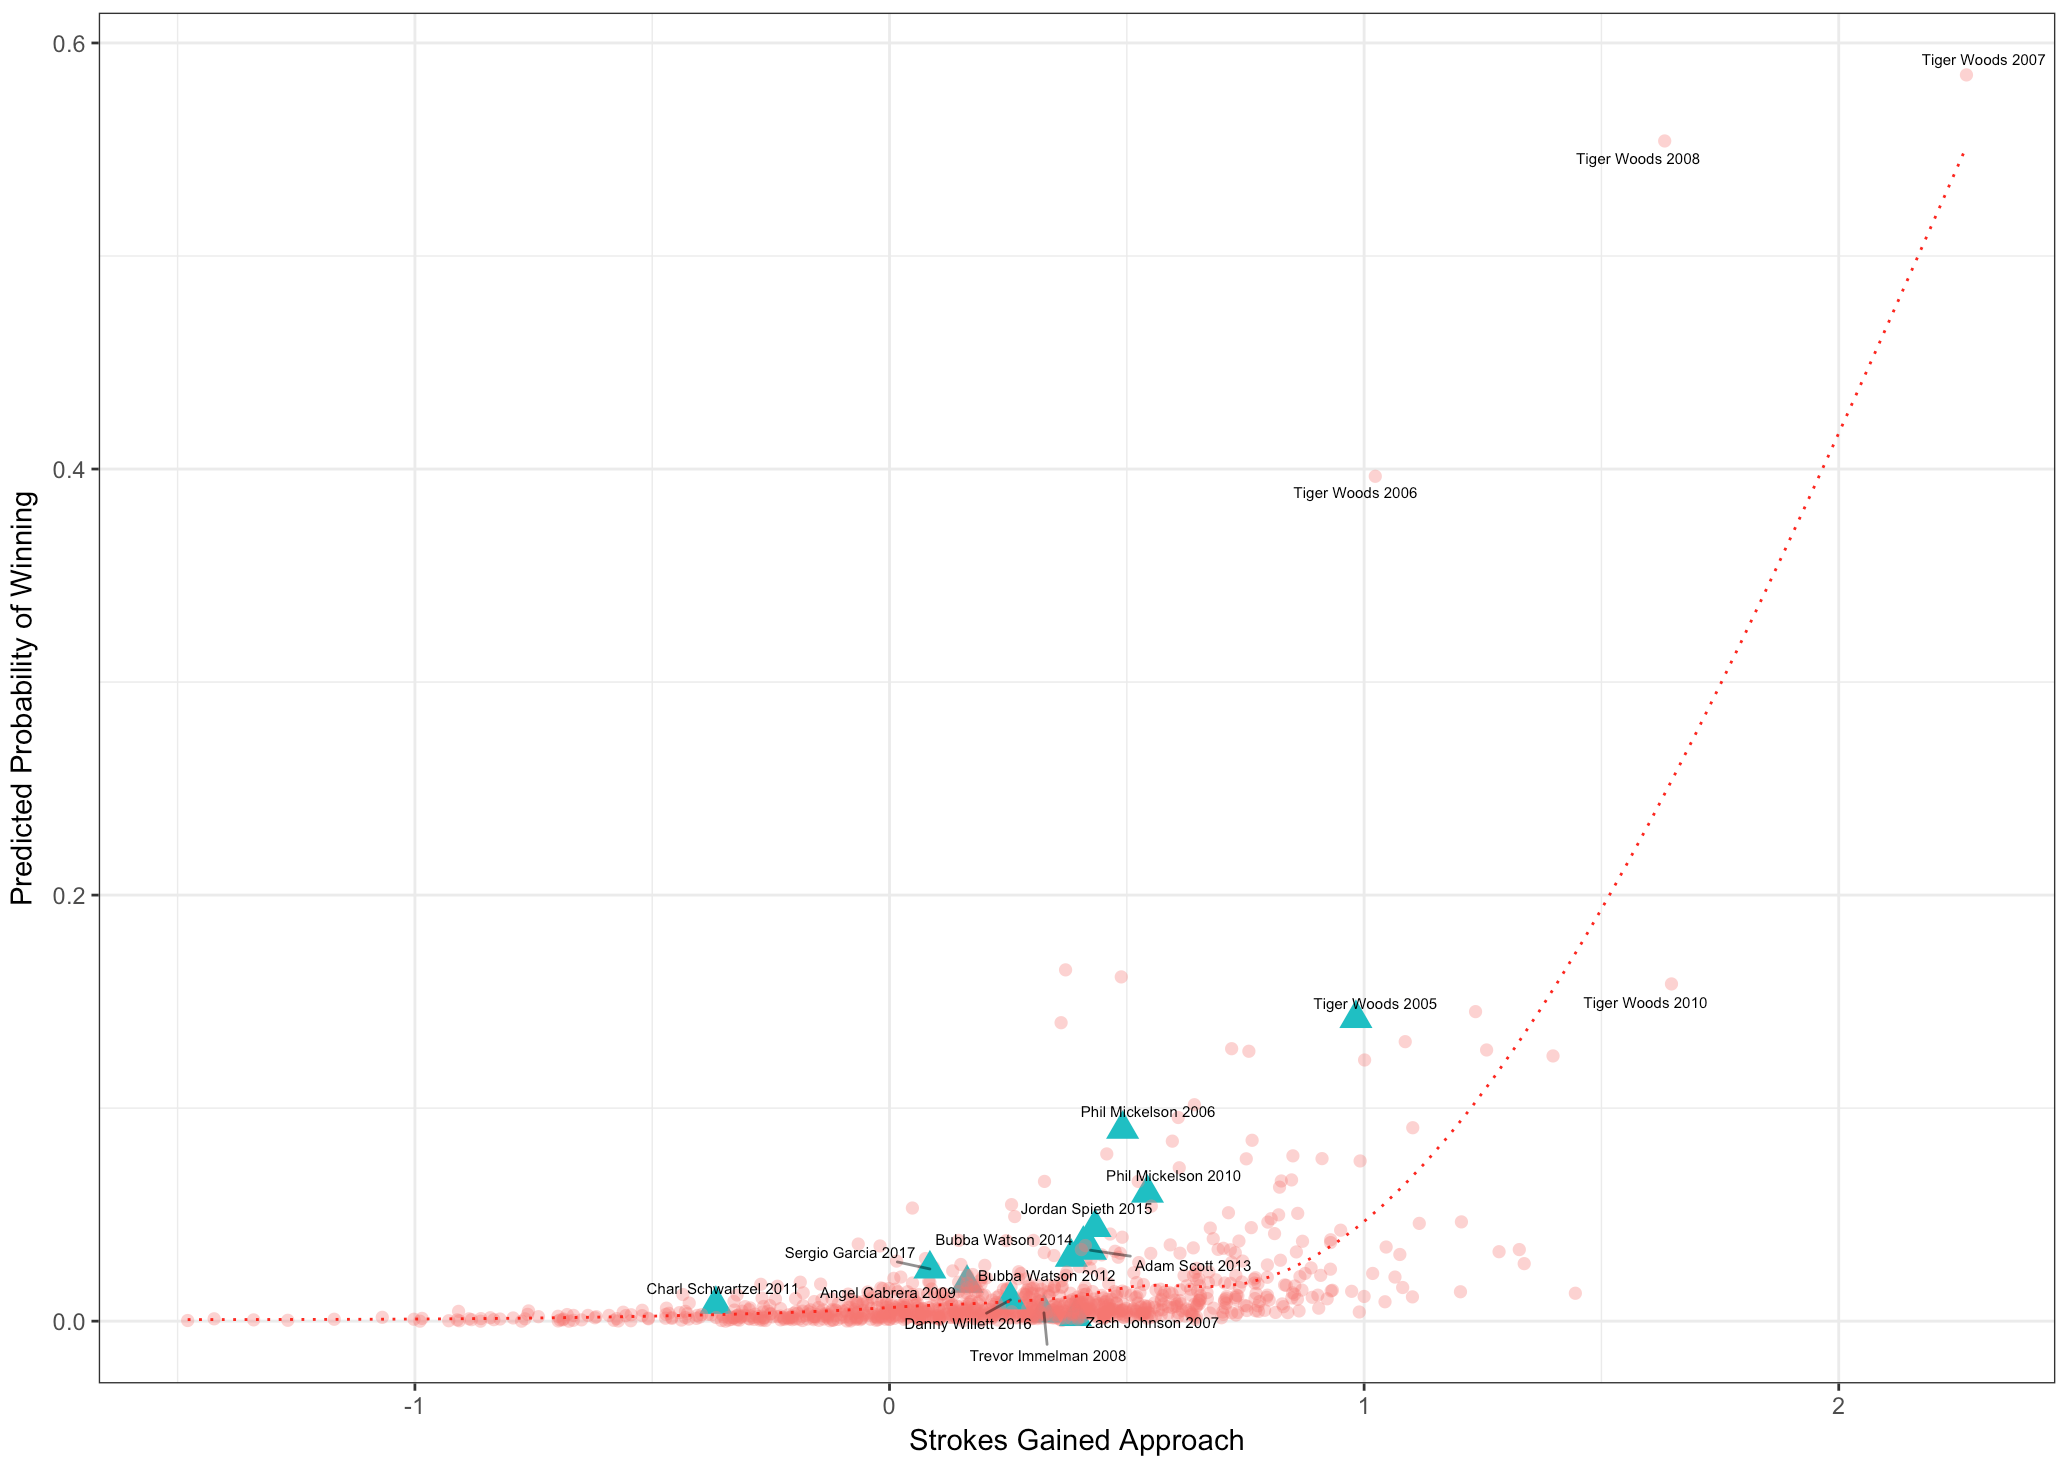 0.6
Tiger Woods 2007
Tiger Woods 2008
0.4
Tiger Woods 2006
Predicted Probability of Winning
0.2
Tiger Woods 2005
Tiger Woods 2010
Phil Mickelson 2006
Phil Mickelson 2010
Jordan Spieth 2015
Bubba Watson 2014
Sergio Garcia 2017
Adam Scott 2013
Bubba Watson 2012
Charl Schwartzel 2011
Angel Cabrera 2009
0.0
Danny Willett 2016
Zach Johnson 2007
Trevor Immelman 2008
-1
0
1
2
Strokes Gained Approach